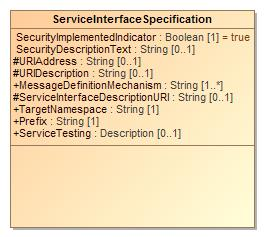 ServiceInterfaceSpecification
SecurityImplementedIndicator : Boolean [1] = true
SecurityDescriptionText : String [0..1]
#URIAddress : String [0..1]
#URIDescription : String [0..1]
+MessageDefinitionMechanism : String [1..*]
#ServiceInterfaceDescriptionURI : String [0..1]
+TargetNamespace : String [1]
+Prefix : String [1]
+ServiceTesting : Description [0..1]